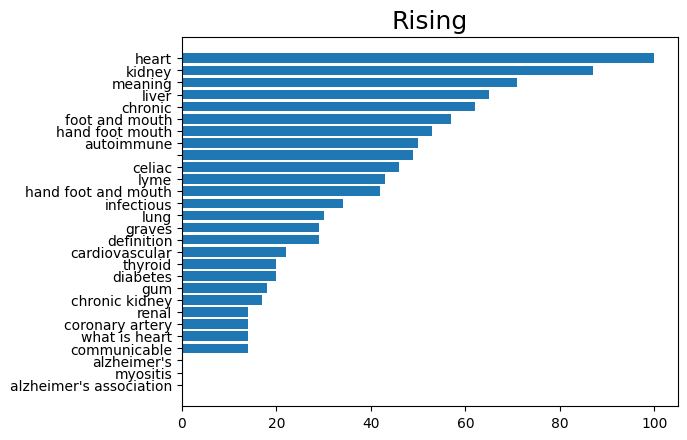 Rising
heart
kidney
meaning
liver
chronic
foot and mouth
hand foot mouth
autoimmune
celiac
lyme
hand foot and mouth
infectious
lung
graves
definition
cardiovascular
thyroid
diabetes
gum
chronic kidney
renal
coronary artery
what is heart
communicable
alzheimer's
myositis
alzheimer's association
0 20 40 60 80 100